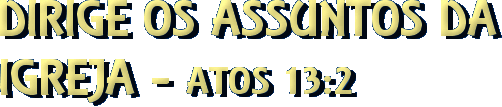 DIRIGE OS ASSUNTOS DA
IGREJA - ATOS 13:2